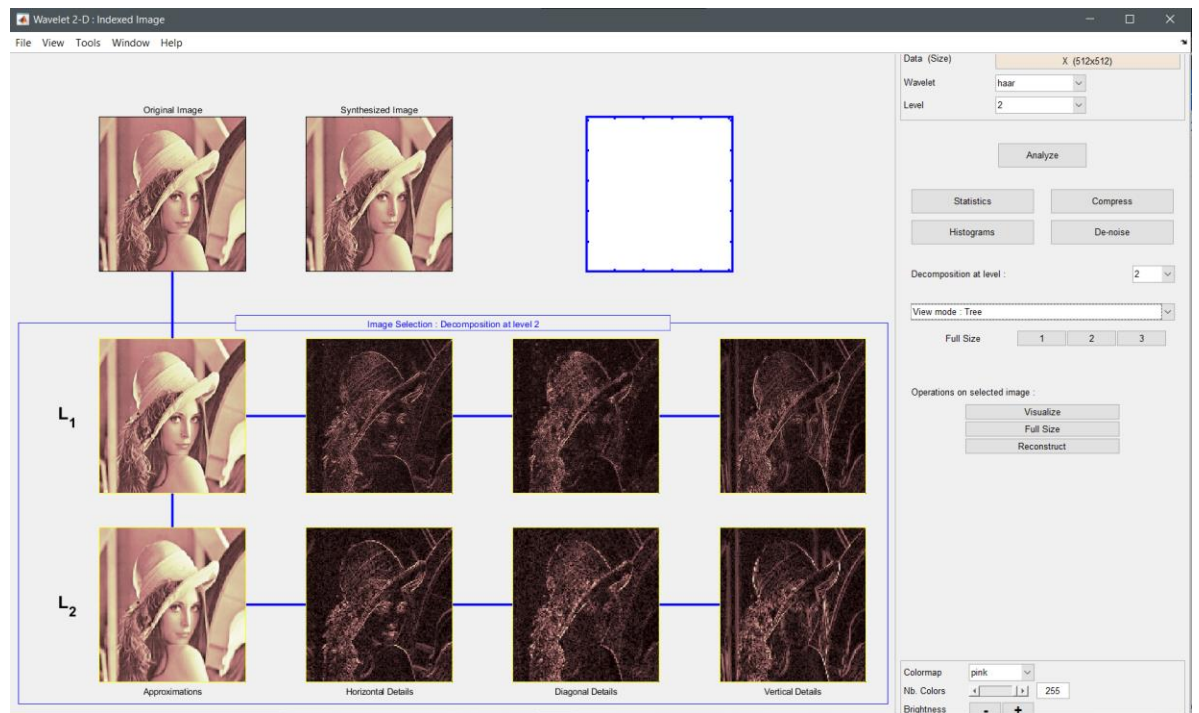 Wavelet 2-D : Indexed Image
File View Tools Window Help
Data (Size) X (512x512)
Wavelet haar
Level 2
Original Image Synthesized Image
Analyze
Statistics Compress
Histograms De-noise
Decomposition at level : 2
View mode : Tree
Image Selection : Decomposition at level 2
Full Size 1 2 3
Operations on selected image :
Visualize
L1
Full Size
Reconstruct
L2
Approximations Horizontal Details Diagonal Details Vertical Details
Colormap pink
Nb. Colors 255
Brightness - +